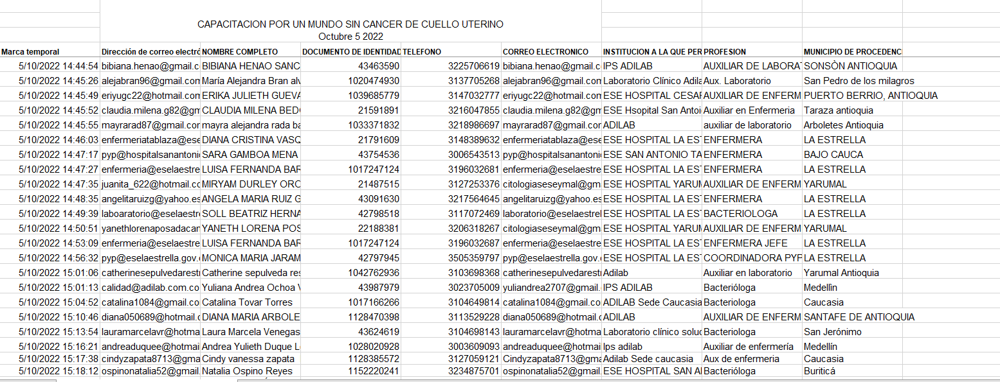 CAPACITACION POR UN MUNDO SIN CANCER DE CUELLO UTERINO
Octubre 5 2022
Marca temporal Dirección de correo electró NOMBRE COMPLETO DOCUMENTO DE IDENTIDAD TELEFONO CORREO ELECTRONICO INSTITUCION A LA QUE PER PROFESION MUNICIPIO DE PROCEDENCI
5/10/2022 14:44:54 bibiana.henao@gmail.c BIBIANA HENAO SANC 43463590 3225706619 bibiana.henao@gmail.c IPS ADILAB AUXILIAR DE LABORAT SONSÒN ANTIOQUIA
5/10/2022 14:45:26 alejabran96@gmail.com María Alejandra Bran alv 1020474930 3137705268 alejabran96@gmail.com Laboratorio Clínico Adila Aux. Laboratorio San Pedro de los milagros
5/10/2022 14:45:49 eriyugc22@hotmail.com ERIKA JULIETH GUEVA 1039685779 3147032777 eriyugc22@hotmail.com ESE HOSPITAL CESAR AUXILIAR DE ENFERM PUERTO BERRIO, ANTIOQUIA
5/10/2022 14:45:52 claudia.milena.g82@gm CLAUDIA MILENA BED 21591891 3216047855 claudia.milena.g82@gm ESE Hsopital San Antoi Auxiliar en Enfermeria Taraza antioquia
5/10/2022 14:45:55 mayrarad87@gmail.com mayra alejandra rada ba 1033371832 3218986697 mayrarad87@gmail.com ADILAB auxiliar de laboratorio Arboletes Antioquia
5/10/2022 14:46:03 enfermeriatablaza@ese DIANA CRISTINA VASQ 21791609 3148389632 enfermeriatablaza@ese ESE HOSPITAL LA EST ENFERMERA LA ESTRELLA
5/10/2022 14:47:17 pyp@hospitalsanantoni SARA GAMBOA MENA 43754536 3006543513 pyp@hospitalsanantoni ESE SAN ANTONIO TA ENFERMERA BAJO CAUCA
5/10/2022 14:47:27 enfermeria@eselaestre LUISA FERNANDA BAR 1017247124 3196032681 enfermeria@eselaestre ESE HOSPITAL LA EST ENFERMERA LA ESTRELLA
5/10/2022 14:47:35 juanita_622@hotmail.co MIRYAM DURLEY ORO 21487515 3127253376 citologiaseseymal@gm ESE HOSPITAL YARUM AUXILIAR DE ENFERM YARUMAL
5/10/2022 14:48:35 angelitaruizg@yahoo.es ANGELA MARIA RUIZ G 43091630 3217564645 angelitaruizg@yahoo.es ESE HOSPITAL LA EST ENFERMERA LA ESTRELLA
5/10/2022 14:49:39 laboaratorio@eselaestr SOLL BEATRIZ HERNA 42798518 3117072469 laboratorio@eselaestrel ESE HOSPITAL LA EST BACTERIOLOGA LA ESTRELLA
5/10/2022 14:50:51 yanethlorenaposadacan YANETH LORENA POS 22188381 3206318267 citologiaseseymal@gm ESE HOSPITAL YARUM AUXILIAR DE ENFERM YARUMAL
5/10/2022 14:53:09 enfermeria@eselaestre LUISA FERNANDA BAR 1017247124 3196032687 enfermeria@eselaestre ESE HOSPITAL LA EST ENFERMERA JEFE LA ESTRELLA
5/10/2022 14:56:32 pyp@eselaestrella.gov. MONICA MARIA JARAM 42797945 3505359797 pyp@eselaestrella.gov. ESE HOSPITAL LA EST COORDINADORA PYF LA ESTRELLA
5/10/2022 15:01:06 catherinesepulvedarest Catherine sepulveda res 1042762936 3103698368 catherinesepulvedarest Adilab Auxiliar en laboratorio Yarumal Antioquia
5/10/2022 15:01:13 calidad@adilab.com.co Yuliana Andrea Ochoa V 43987979 3023705009 yuliandrea2707@gmail. IPS ADILAB Bacterióloga Medellìn
5/10/2022 15:04:52 catalina1084@gmail.co Catalina Tovar Torres 1017166266 3104649814 catalina1084@gmail.co ADILAB Sede Caucasia Bacteriologa Caucasia
5/10/2022 15:10:46 diana050689@hotmail.c DIANA MARIA ARBOLE 1128470398 3113529228 diana050689@hotmail.c ADILAB AUXILIAR DE ENFERM SANTAFE DE ANTIOQUIA
5/10/2022 15:13:54 lauramarcelavr@hotma Laura Marcela Venegas 43624619 3104698143 lauramarcelavr@hotma Laboratorio clínico soluc Bacteriologa San Jerónimo
5/10/2022 15:16:21 andreaduquee@hotmai Andrea Yulieth Duque L 1028020928 3003609093 andreaduquee@hotmai Ips adilab Auxiliar de enfermería Medellín
5/10/2022 15:17:38 cindyzapata8713@gma Cindy vanessa zapata 1128385572 3127059121 Cindyzapata8713@gma Adilab Sede caucasia Aux de enfermeria Caucasia
5/10/2022 15:18:12 ospinonatalia52@gmail. Natalia Ospino Reyes 1152220241 3234875701 ospinonatalia52@gmail. ESE HOSPITAL SAN A Bacterióloga Buriticá